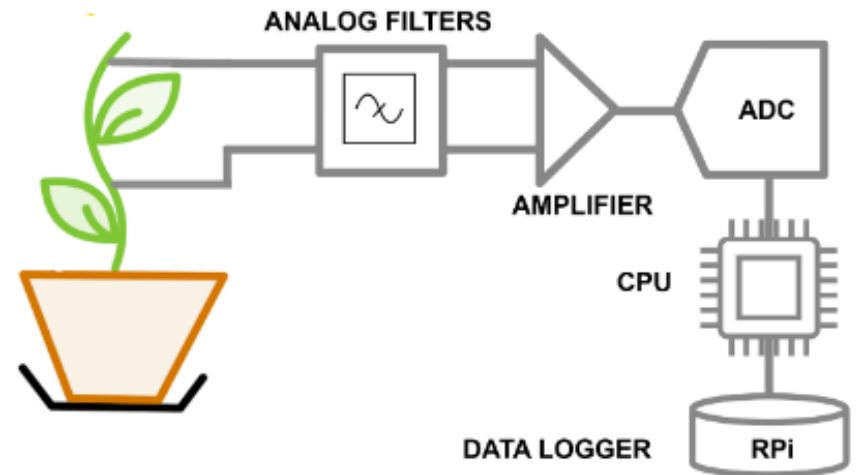 ANALOG FILTERS
ADC
AMPLIFIER
CPU
DATA LOGGER
RPi